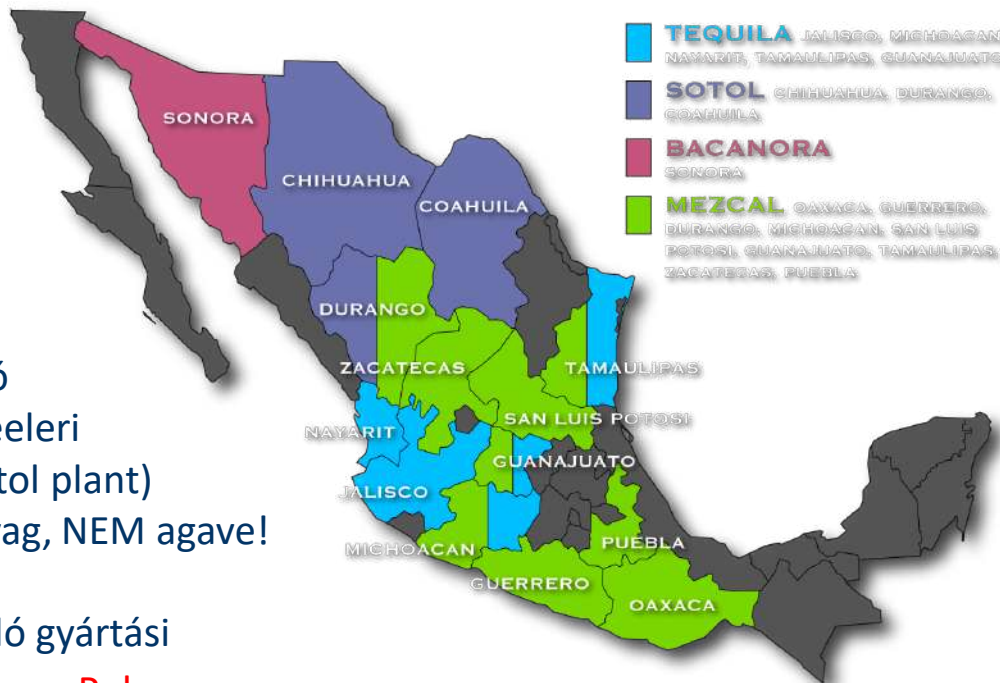 TEQUILA JALISCO, MICHOACAN
NAYARIT, TAMAULIPAS, GUANAJUATO
SOTOL CHIHUAHUA, DURANGO,
COAHUILA
BACANORA
SONORA
MEZCAL OAXACA, GUERRERO,
DURANGO, MICHOACAN, SAN LUIS
POTOSI, GUANAJUATO, TAMAULIPAS,
ZACATECAS, PUEBLA
SONORA
CHIHUAHUA
COAHUILA
DURANGO
ZACATECAS
TAMAULIPAS
SAN LUIS POTOSI
NAYARIT
GUANAJUATO
JALISCO
MICHOACAN
PUEBLA
GUERRERO
OAXACA
ó
eeleri
tol plant)
ag, NEM agave!
ló gyártási